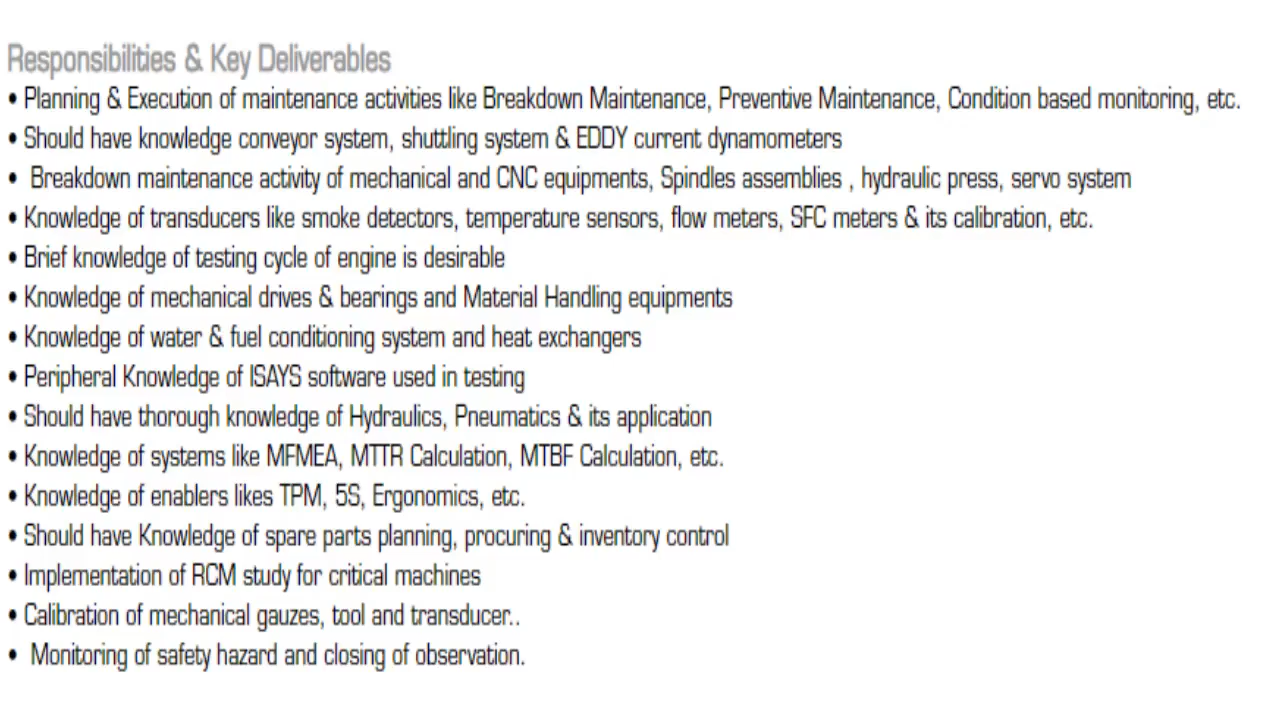 Responsibilities & Key Deliverables
• Planning & Execution of maintenance activities like Breakdown Maintenance, Preventive Maintenance, Condition based monitoring, etc.
• Should have knowledge conveyor system, shuttling system & EDDY current dynamometers
• Breakdown maintenance activity of mechanical and CNC equipments, Spindles assemblies , hydraulic press, servo system
• Knowledge of transducers like smoke detectors, temperature sensors, flow meters, SFC meters & its calibration, etc.
• Brief knowledge of testing cycle of engine is desirable
• Knowledge of mechanical drives & bearings and Material Handling equipments
• Knowledge of water & fuel conditioning system and heat exchangers
• Peripheral Knowledge of ISAYS software used in testing
• Should have thorough knowledge of Hydraulics, Pneumatics & its application
• Knowledge of systems like MFMEA, MTTR Calculation, MTBF Calculation, etc.
• Knowledge of enablers likes TPM, 5S, Ergonomics, etc.
• Should have Knowledge of spare parts planning, procuring & inventory control
• Implementation of RCM study for critical machines
• Calibration of mechanical gauzes, tool and transducer..
• Monitoring of safety hazard and closing of observation.